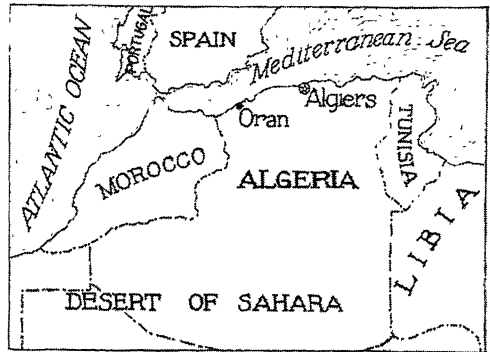 ATLANTIC OCEAN
PORTUGAL
SPAIN
Mediterranean Sea
Algiers
Oran
TUNISIA
MOROCCO
ALGERIA
LIBIA
DESERT OF SAHARA